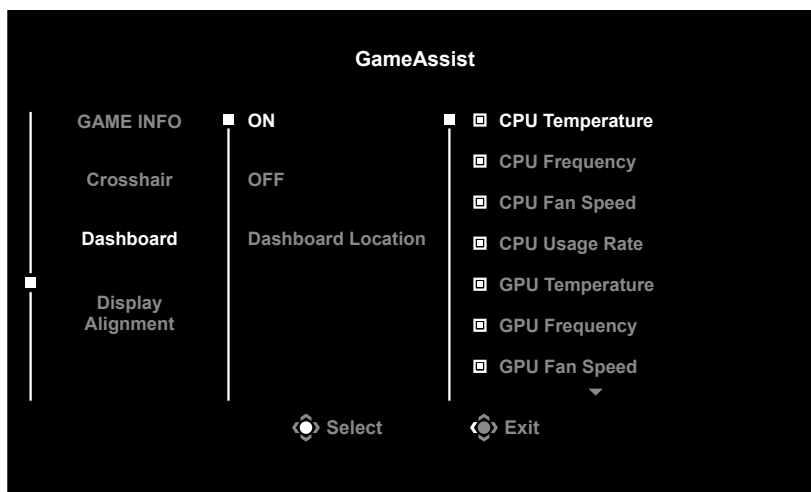 GameAssist
GAME INFO
Crosshair
Dashboard
Display
Alignment
ON
OFF
Dashboard Location
CPU Temperature
CPU Frequency
CPU Fan Speed
CPU Usage Rate
GPU Temperature
GPU Frequency
GPU Fan Speed
Select
Exit